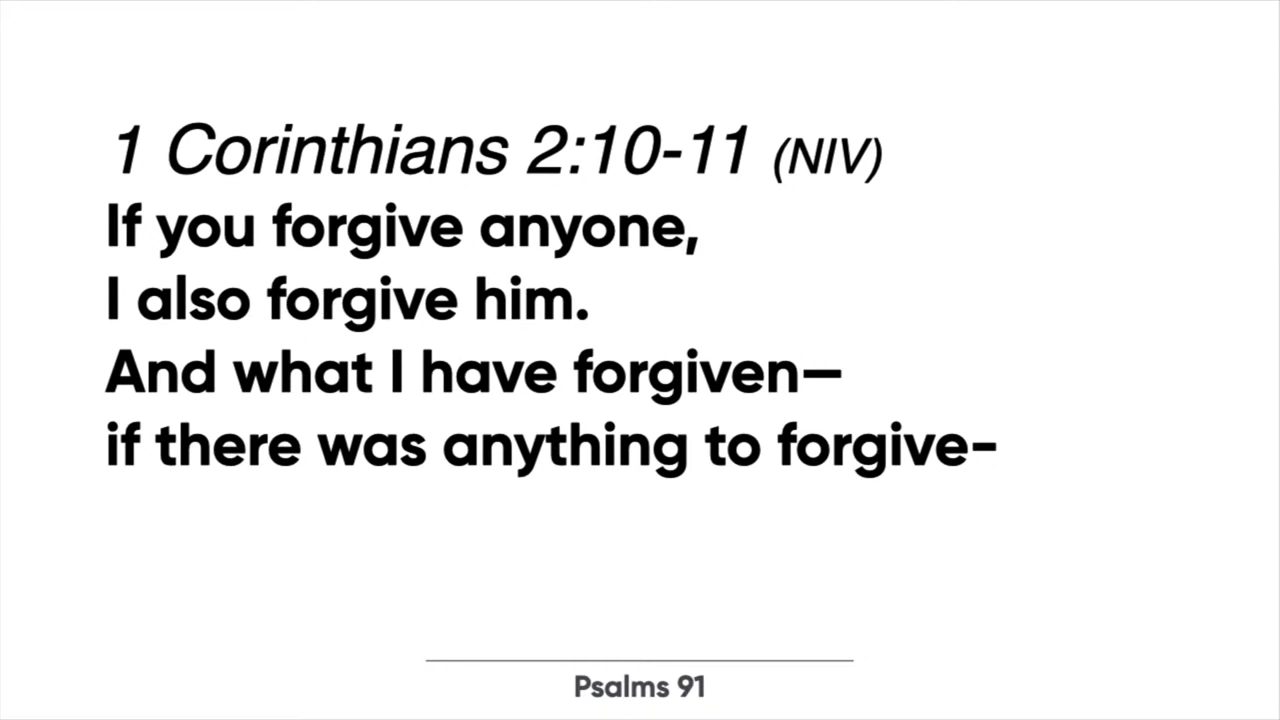 1 Corinthians 2:10-11 (NIV)
If you forgive anyone,
I also forgive him.
And what I have forgiven—
if there was anything to forgive-
Psalms 91